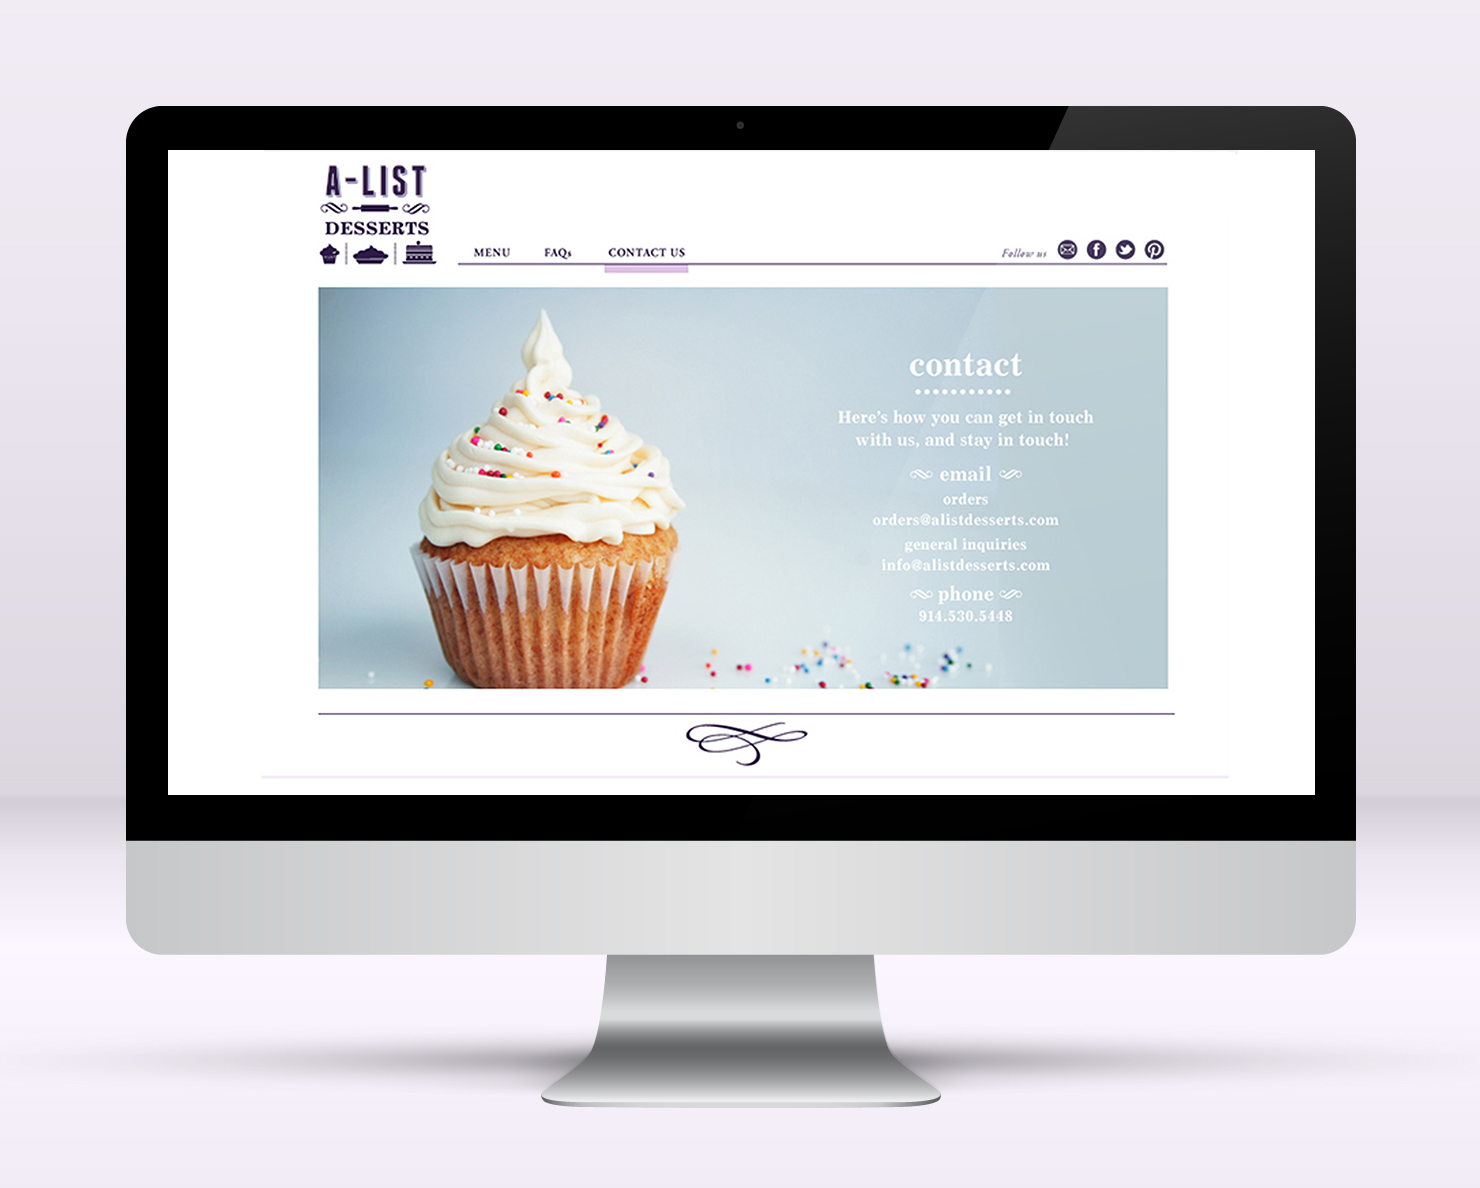 A-LIST
DESSERTS
MENU FAQs CONTACT US
Follow us
contact
Here's how you can get in touch
with us, and stay in touch!
email
orders
orders@alistdesserts.com
general inquiries
info@alistdesserts.com
phone
914.530.5448